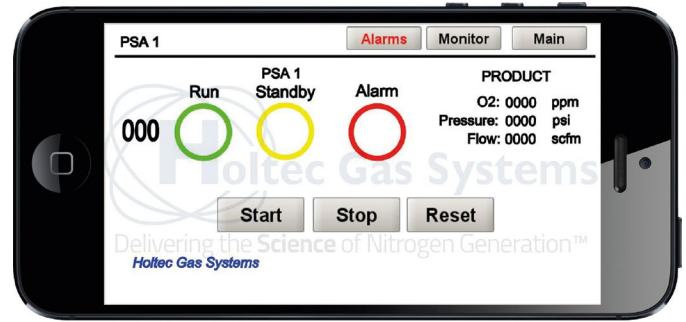 PSA 1
Alarms
Monitor
Main
Run
PSA 1
Standby
Alarm
000
PRODUCT
O2: 0000 ppm
Pressure: 0000 psi
Flow: 0000 scfm
Holtec Gas Systems
Start
Stop
Reset
Delivering the Science of Nitrogen Generation™
Holtec Gas Systems